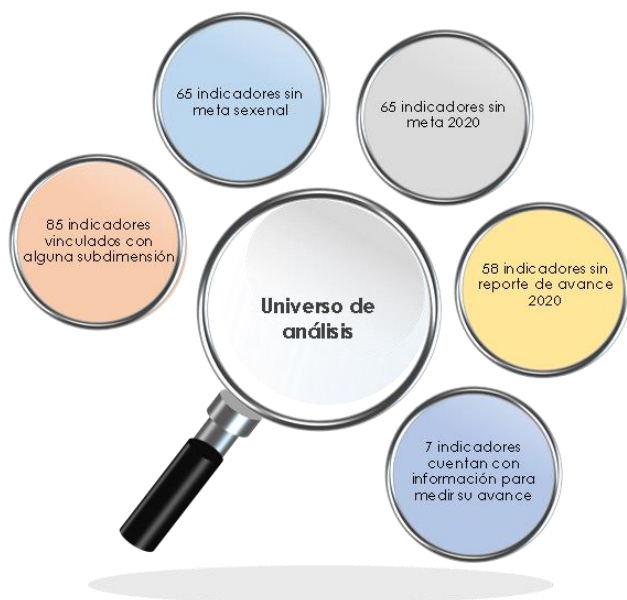 65 indicadores sin
meta sexenal
65 indicadores sin
meta 2020
85 indicadores
vinculados con
alguna subdimensión
58 indicadores sin
reporte de avance
2020
Universo de
análisis
7 indicadores
cuentan con
información para
medir su avance